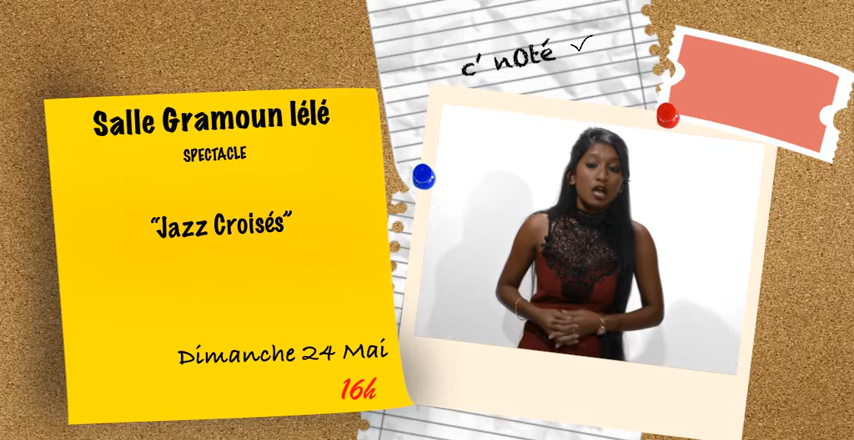 c' nOté ✓
Salle Gramoun lélé
SPECTACLE
“Jazz Croisés”
Dimanche 24 Mai
16h